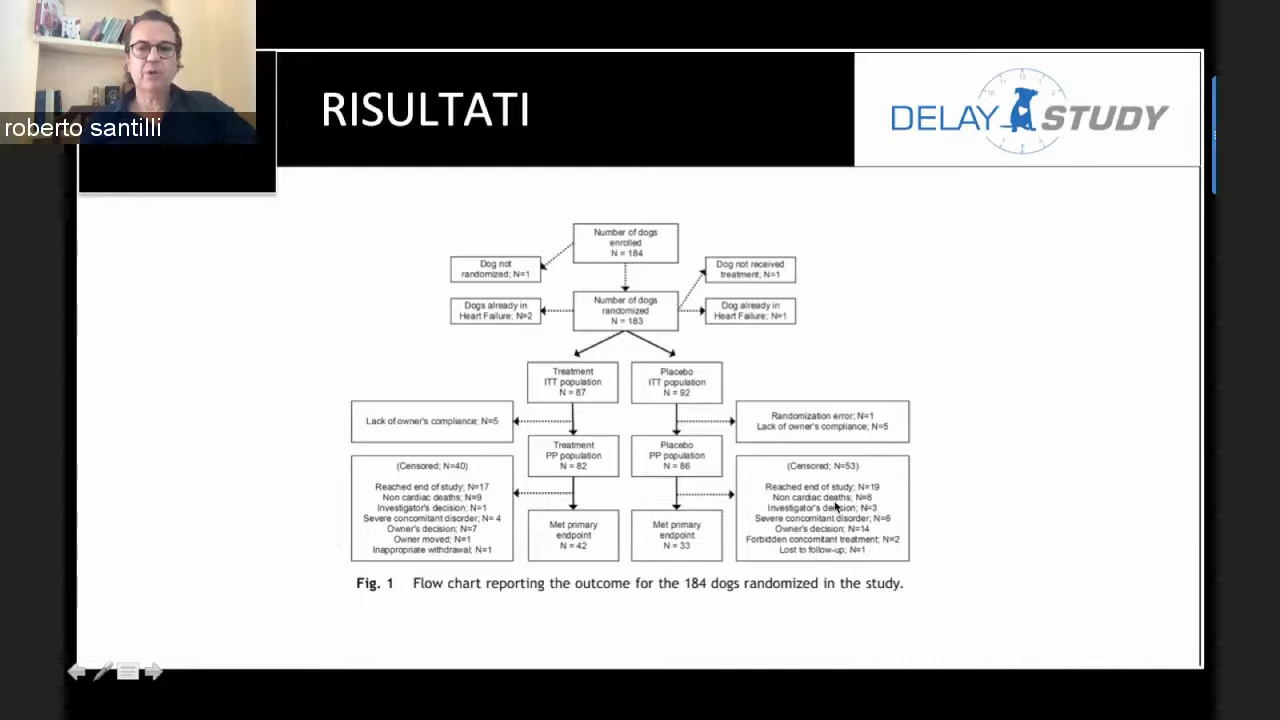 roberto santilli
RISULTATI
DELAY STUDY
Number of dogs
enrolled
N = 184
Dog not
randomized; N=1
Dog not received
treatment; N=1
Dogs already in
Heart Failure; N=2
Number of dogs
randomized
N = 183
Dog already in
Heart Failure; N=1
Treatment
ITT population
N = 87
Placebo
ITT population
N = 92
Lack of owner's compliance; N=5
Randomization error; N=1
Lack of owner's compliance; N=5
Treatment
PP population
N = 82
Placebo
PP population
N = 86
(Censored; N=40)
Reached end of study; N=17
Non cardiac deaths; N=9
Investigator's decision; N=1
Severe concomitant disorder; N= 4
Owner's decision; N=7
Owner moved; N=1
Inappropriate withdrawal; N=1
Met primary
endpoint
N = 42
Met primary
endpoint
N = 33
(Censored; N=53)
Reached end of study; N=19
Non cardiac deaths; N=8
Investigator's decision; N=3
Severe concomitant disorder; N=6
Owner's decision; N=14
Forbidden concomitant treatment; N=2
Lost to follow-up; N=1
Fig. 1 Flow chart reporting the outcome for the 184 dogs randomized in the study.